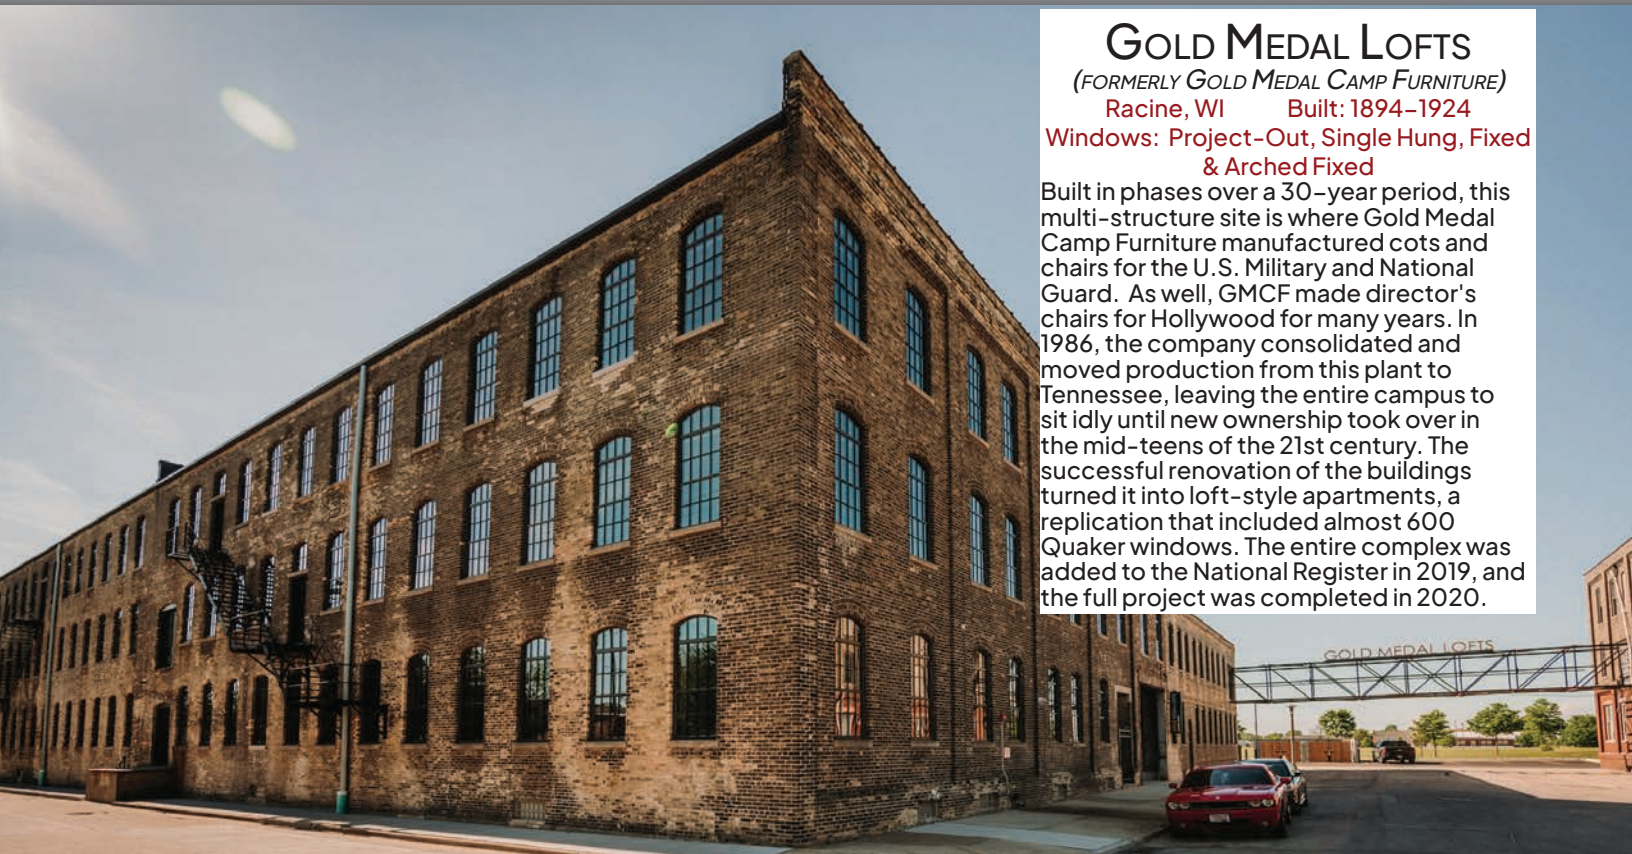 Gold Medal Lofts
(formerly Gold Medal Camp Furniture)
Racine, WI Built: 1894–1924
Windows: Project-Out, Single Hung, Fixed
& Arched Fixed
Built in phases over a 30–year period, this
multi-structure site is where Gold Medal
Camp Furniture manufactured cots and
chairs for the U.S. Military and National
Guard. As well, GMCF made director's
chairs for Hollywood for many years. In
1986, the company consolidated and
moved production from this plant to
Tennessee, leaving the entire campus to
sit idly until new ownership took over in
the mid-teens of the 21st century. The
successful renovation of the buildings
turned it into loft-style apartments, a
replication that included almost 600
Quaker windows. The entire complex was
added to the National Register in 2019, and
the full project was completed in 2020.
GOLD MEDAL LOFTS